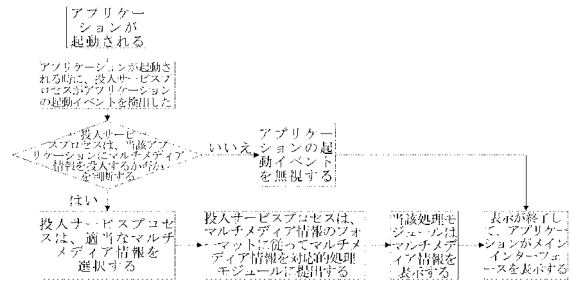 アプリケー
ションが
起動される
アプリケーションが起動さ
れる時に、投入サービスプ
ロセスがアプリケーション
の起動イベントを検出した
投入サービ
スプロセスは、当該アプ
リケーションにマルチメディア
情報を投入するか否か
を判断する
いいえ
アプリケー
ションの起
動イベント
を無視する
はい
投入サービスプロセ
スは、適当なマルチ
メディア情報を
選択する
投入サービスプロセスは、
マルチメディア情報のフォ
ーマットに従ってマルチメ
ディア情報を対応的処理
モジュールに提出する
当該処理モ
ジュールは
マルチメデ
ィア情報を
表示する
表示が終了し
て、アプリケー
ションがメイン
インターフェ
ースを表示する